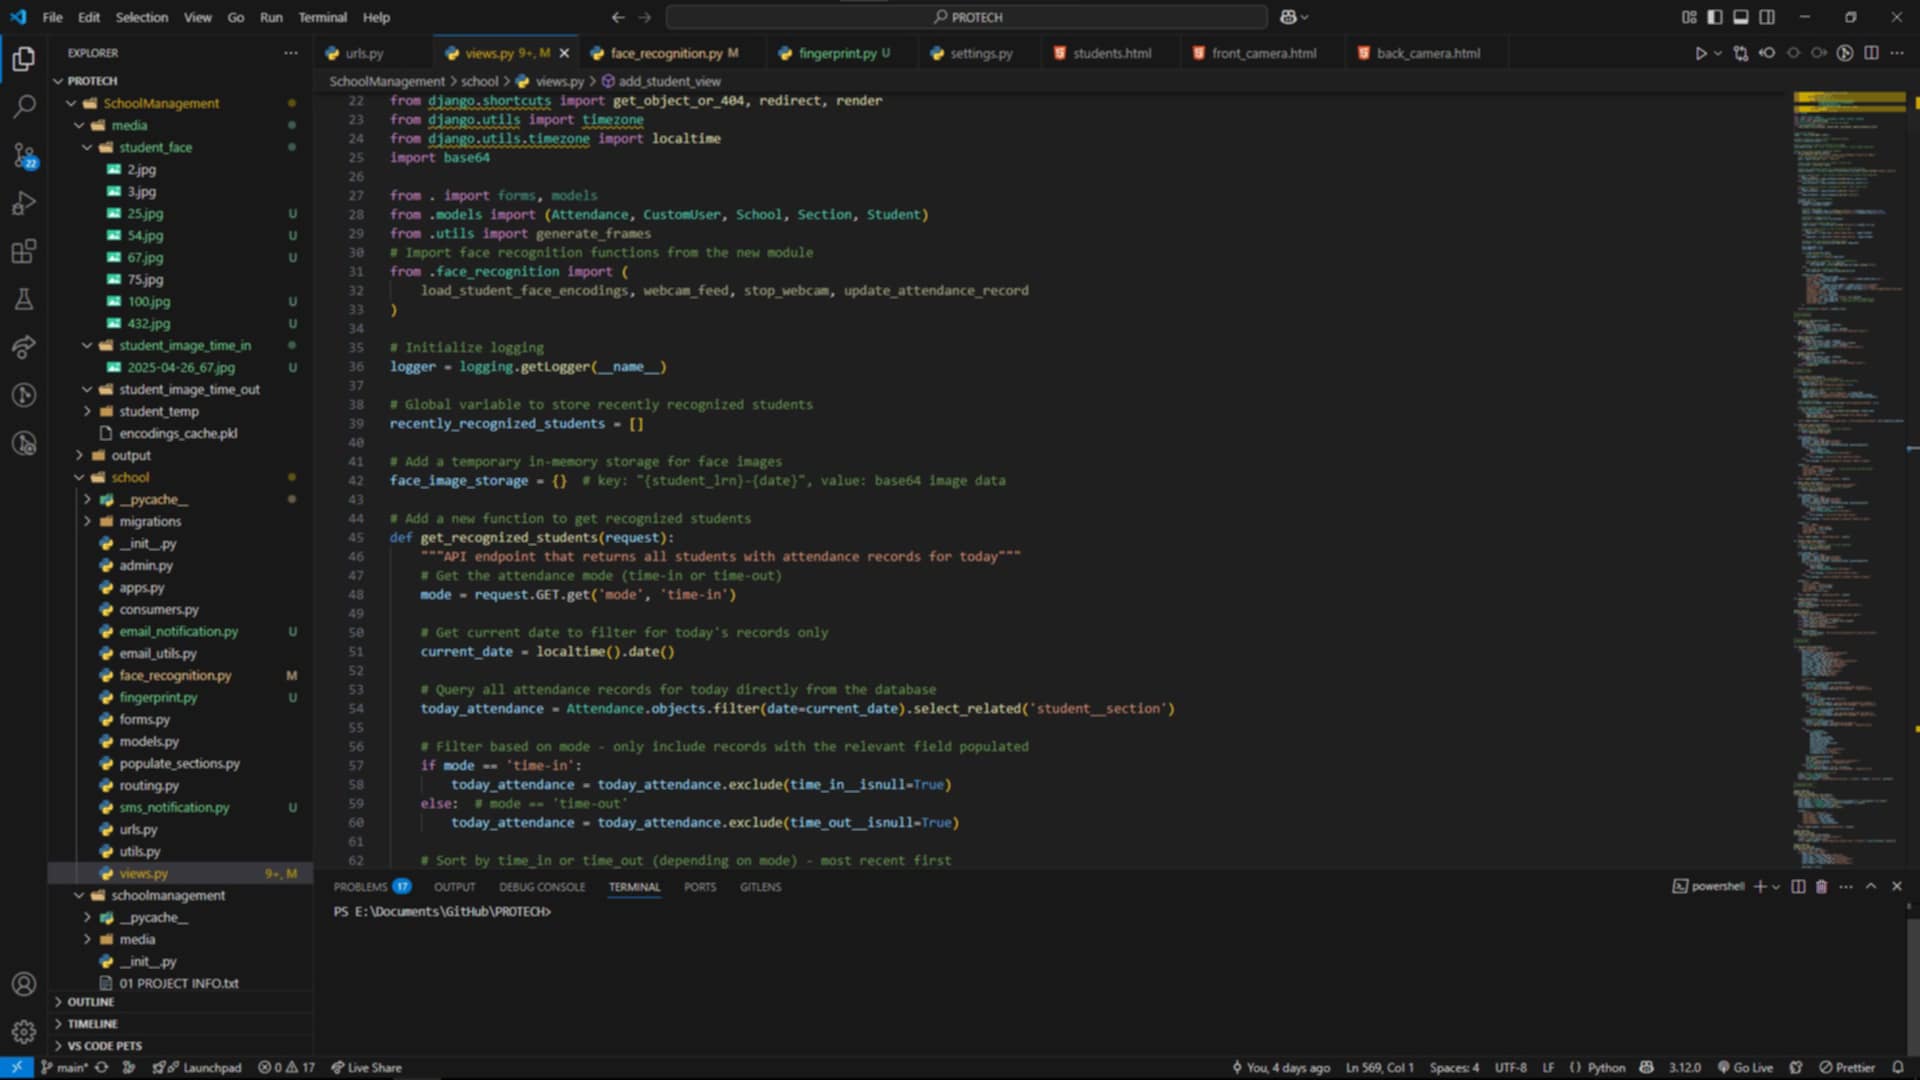 File Edit Selection View Go Run Terminal Help
PROTECH
EXPLORER
urls.py
views.py 9+, M
face_recognition.py M
fingerprint.py U
settings.py
students.html
front_camera.html
back_camera.html
SchoolManagement > school > views.py > add_student_view
PROTECH
SchoolManagement
media
student_face
2.jpg
3.jpg
25.jpg U
54.jpg U
67.jpg U
75.jpg
100.jpg U
432.jpg U
student_image_time_in
2025-04-26_67.jpg U
student_image_time_out
student_temp
encodings_cache.pkl
output
school
__pycache__
migrations
__init__.py
admin.py
apps.py
consumers.py
email_notification.py U
email_utils.py
face_recognition.py M
fingerprint.py U
forms.py
models.py
populate_sections.py
routing.py
sms_notification.py U
urls.py
utils.py
views.py 9+, M
schoolmanagement
__pycache__
media
__init__.py
01 PROJECT INFO.txt
OUTLINE
TIMELINE
VS CODE PETS
22
22 from django.shortcuts import get_object_or_404, redirect, render
23 from django.utils import timezone
24 from django.utils.timezone import localtime
25 import base64
26
27 from . import forms, models
28 from .models import (Attendance, CustomUser, School, Section, Student)
29 from .utils import generate_frames
30 # Import face recognition functions from the new module
31 from .face_recognition import (
32 load_student_face_encodings, webcam_feed, stop_webcam, update_attendance_record
33 )
34
35 # Initialize logging
36 logger = logging.getLogger(__name__)
37
38 # Global variable to store recently recognized students
39 recently_recognized_students = []
40
41 # Add a temporary in-memory storage for face images
42 face_image_storage = {} # key: "{student_lrn}-{date}", value: base64 image data
43
44 # Add a new function to get recognized students
45 def get_recognized_students(request):
46 """API endpoint that returns all students with attendance records for today"""
47 # Get the attendance mode (time-in or time-out)
48 mode = request.GET.get('mode', 'time-in')
49
50 # Get current date to filter for today's records only
51 current_date = localtime().date()
52
53 # Query all attendance records for today directly from the database
54 today_attendance = Attendance.objects.filter(date=current_date).select_related('student__section')
55
56 # Filter based on mode - only include records with the relevant field populated
57 if mode == 'time-in':
58 today_attendance = today_attendance.exclude(time_in__isnull=True)
59 else: # mode == 'time-out'
60 today_attendance = today_attendance.exclude(time_out__isnull=True)
61
62 # Sort by time_in or time_out (depending on mode) - most recent first
PROBLEMS 17 OUTPUT DEBUG CONSOLE TERMINAL PORTS GITLENS
powershell
PS E:\Documents\GitHub\PROTECH>
main* Launchpad 0 17 Live Share
You, 4 days ago Ln 569, Col 1 Spaces: 4 UTF-8 LF Python 3.12.0 Go Live Prettier